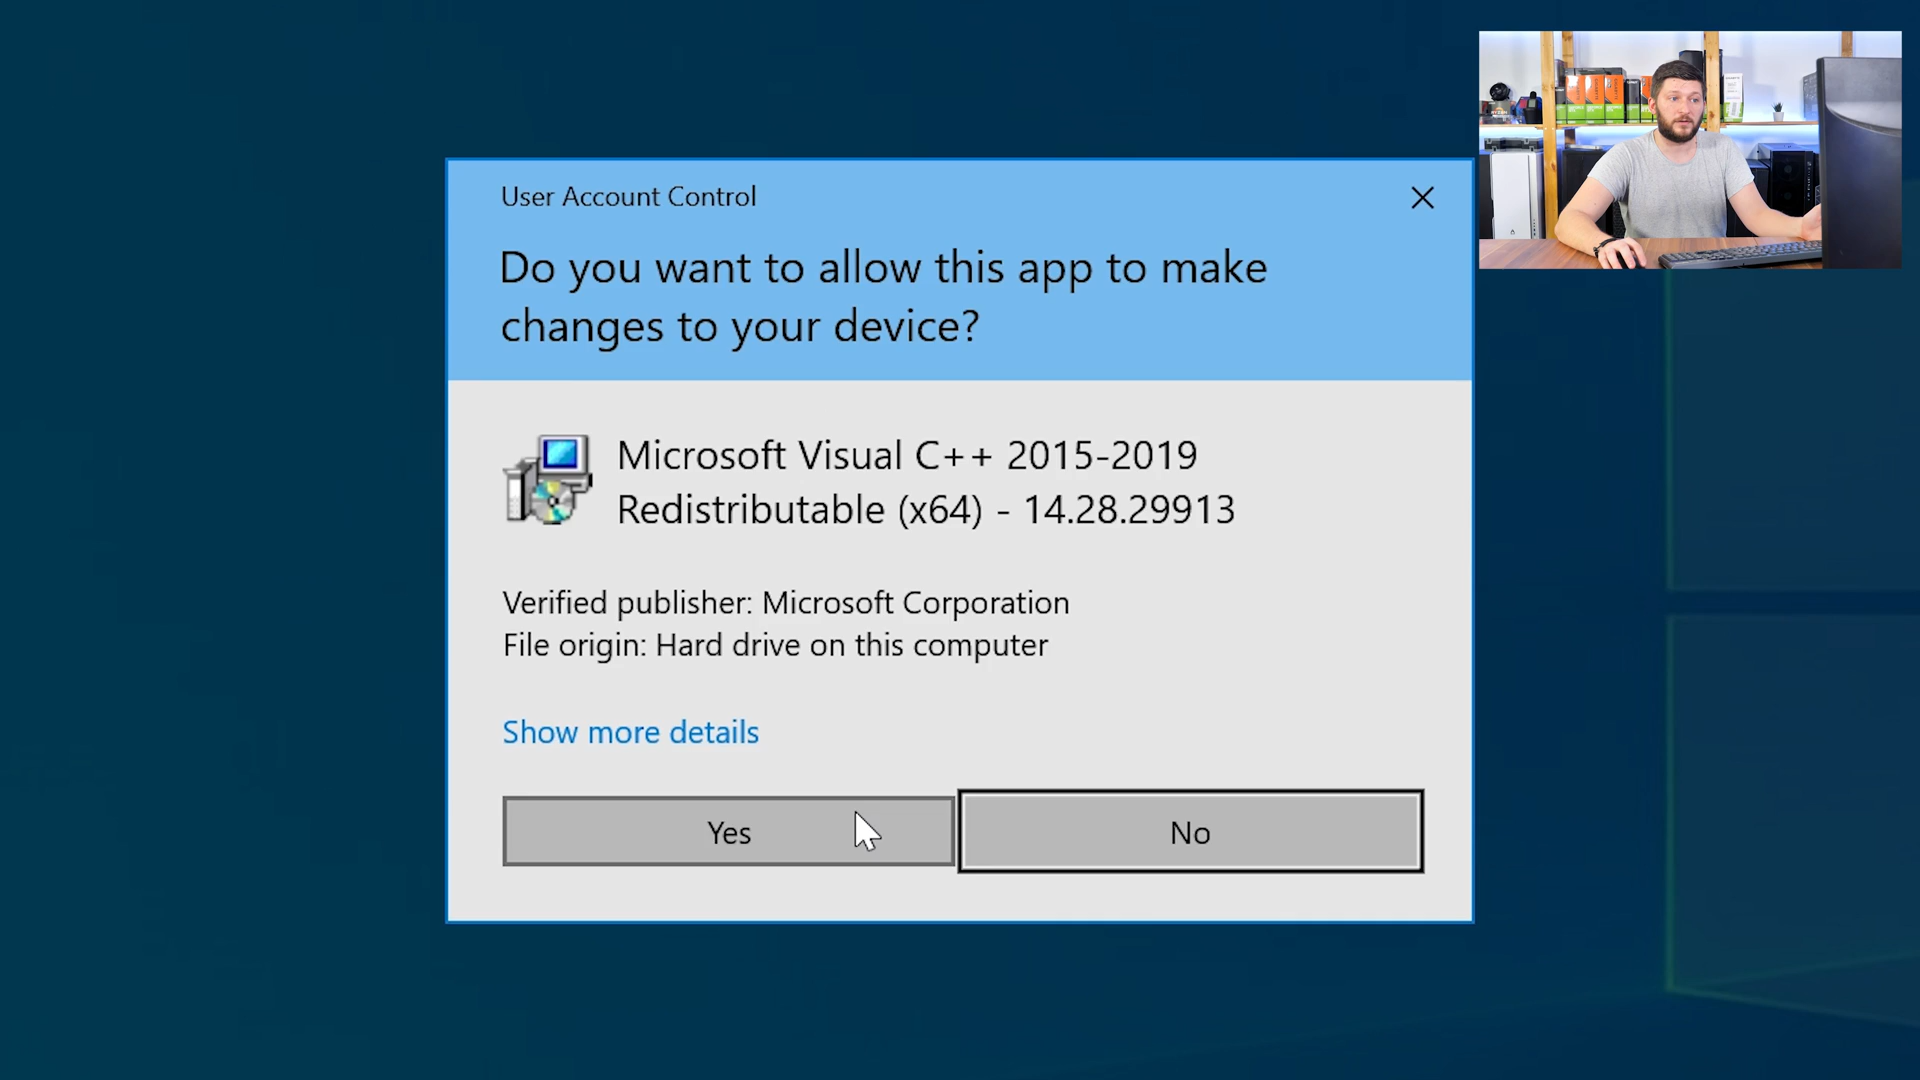 User Account Control
Do you want to allow this app to make
changes to your device?
Microsoft Visual C++ 2015-2019
Redistributable (x64) - 14.28.29913
Verified publisher: Microsoft Corporation
File origin: Hard drive on this computer
Show more details
Yes
No